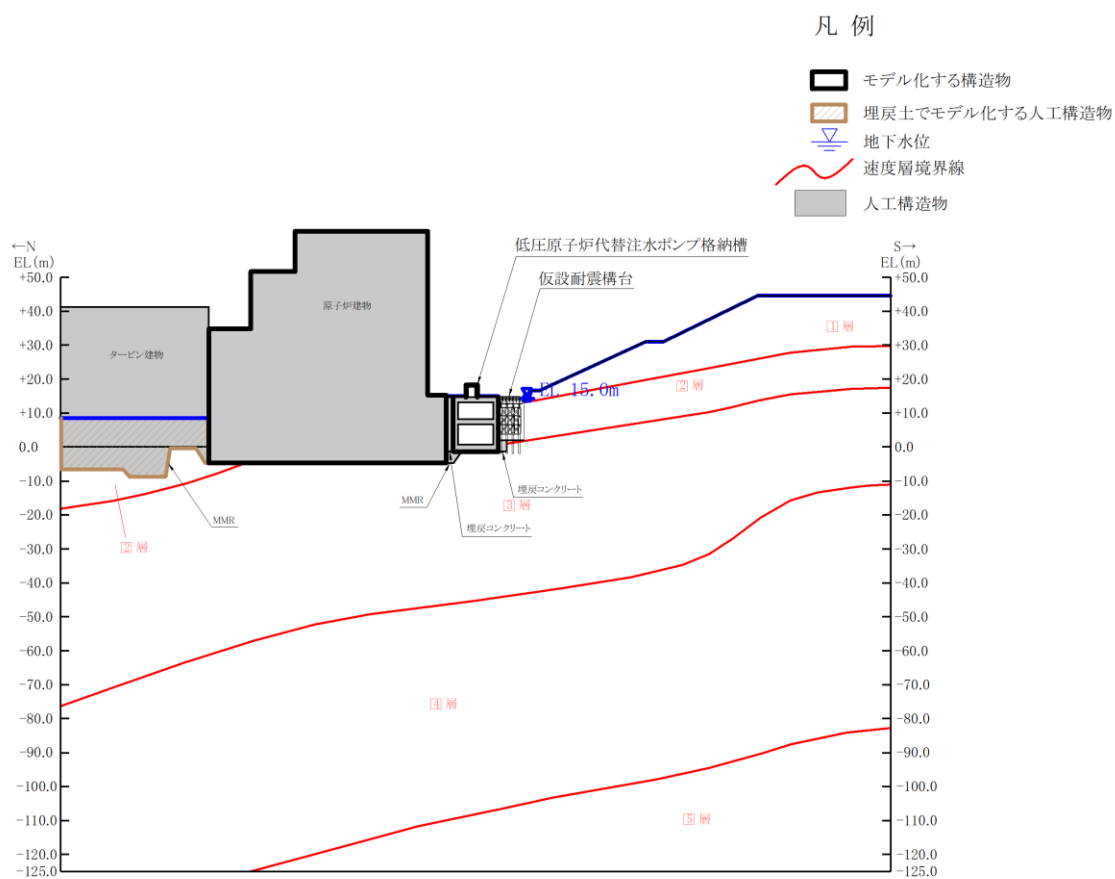 凡 例
モデル化する構造物
埋戻土でモデル化する人工構造物
地下水位
速度層境界線
人工構造物
←N
EL(m)
S→
EL(m)
低圧原子炉代替注水ポンプ格納槽
仮設耐震構台
原子炉建物
タービン建物
EL 15.0m
1 層
2 層
3 層
2 層
4 層
5 層
MMR
MMR
埋戻コンクリート
埋戻コンクリート
+50.0
+40.0
+30.0
+20.0
+10.0
0.0
-10.0
-20.0
-30.0
-40.0
-50.0
-60.0
-70.0
-80.0
-90.0
-100.0
-110.0
-120.0
-125.0
+50.0
+40.0
+30.0
+20.0
+10.0
0.0
-10.0
-20.0
-30.0
-40.0
-50.0
-60.0
-70.0
-80.0
-90.0
-100.0
-110.0
-120.0
-125.0